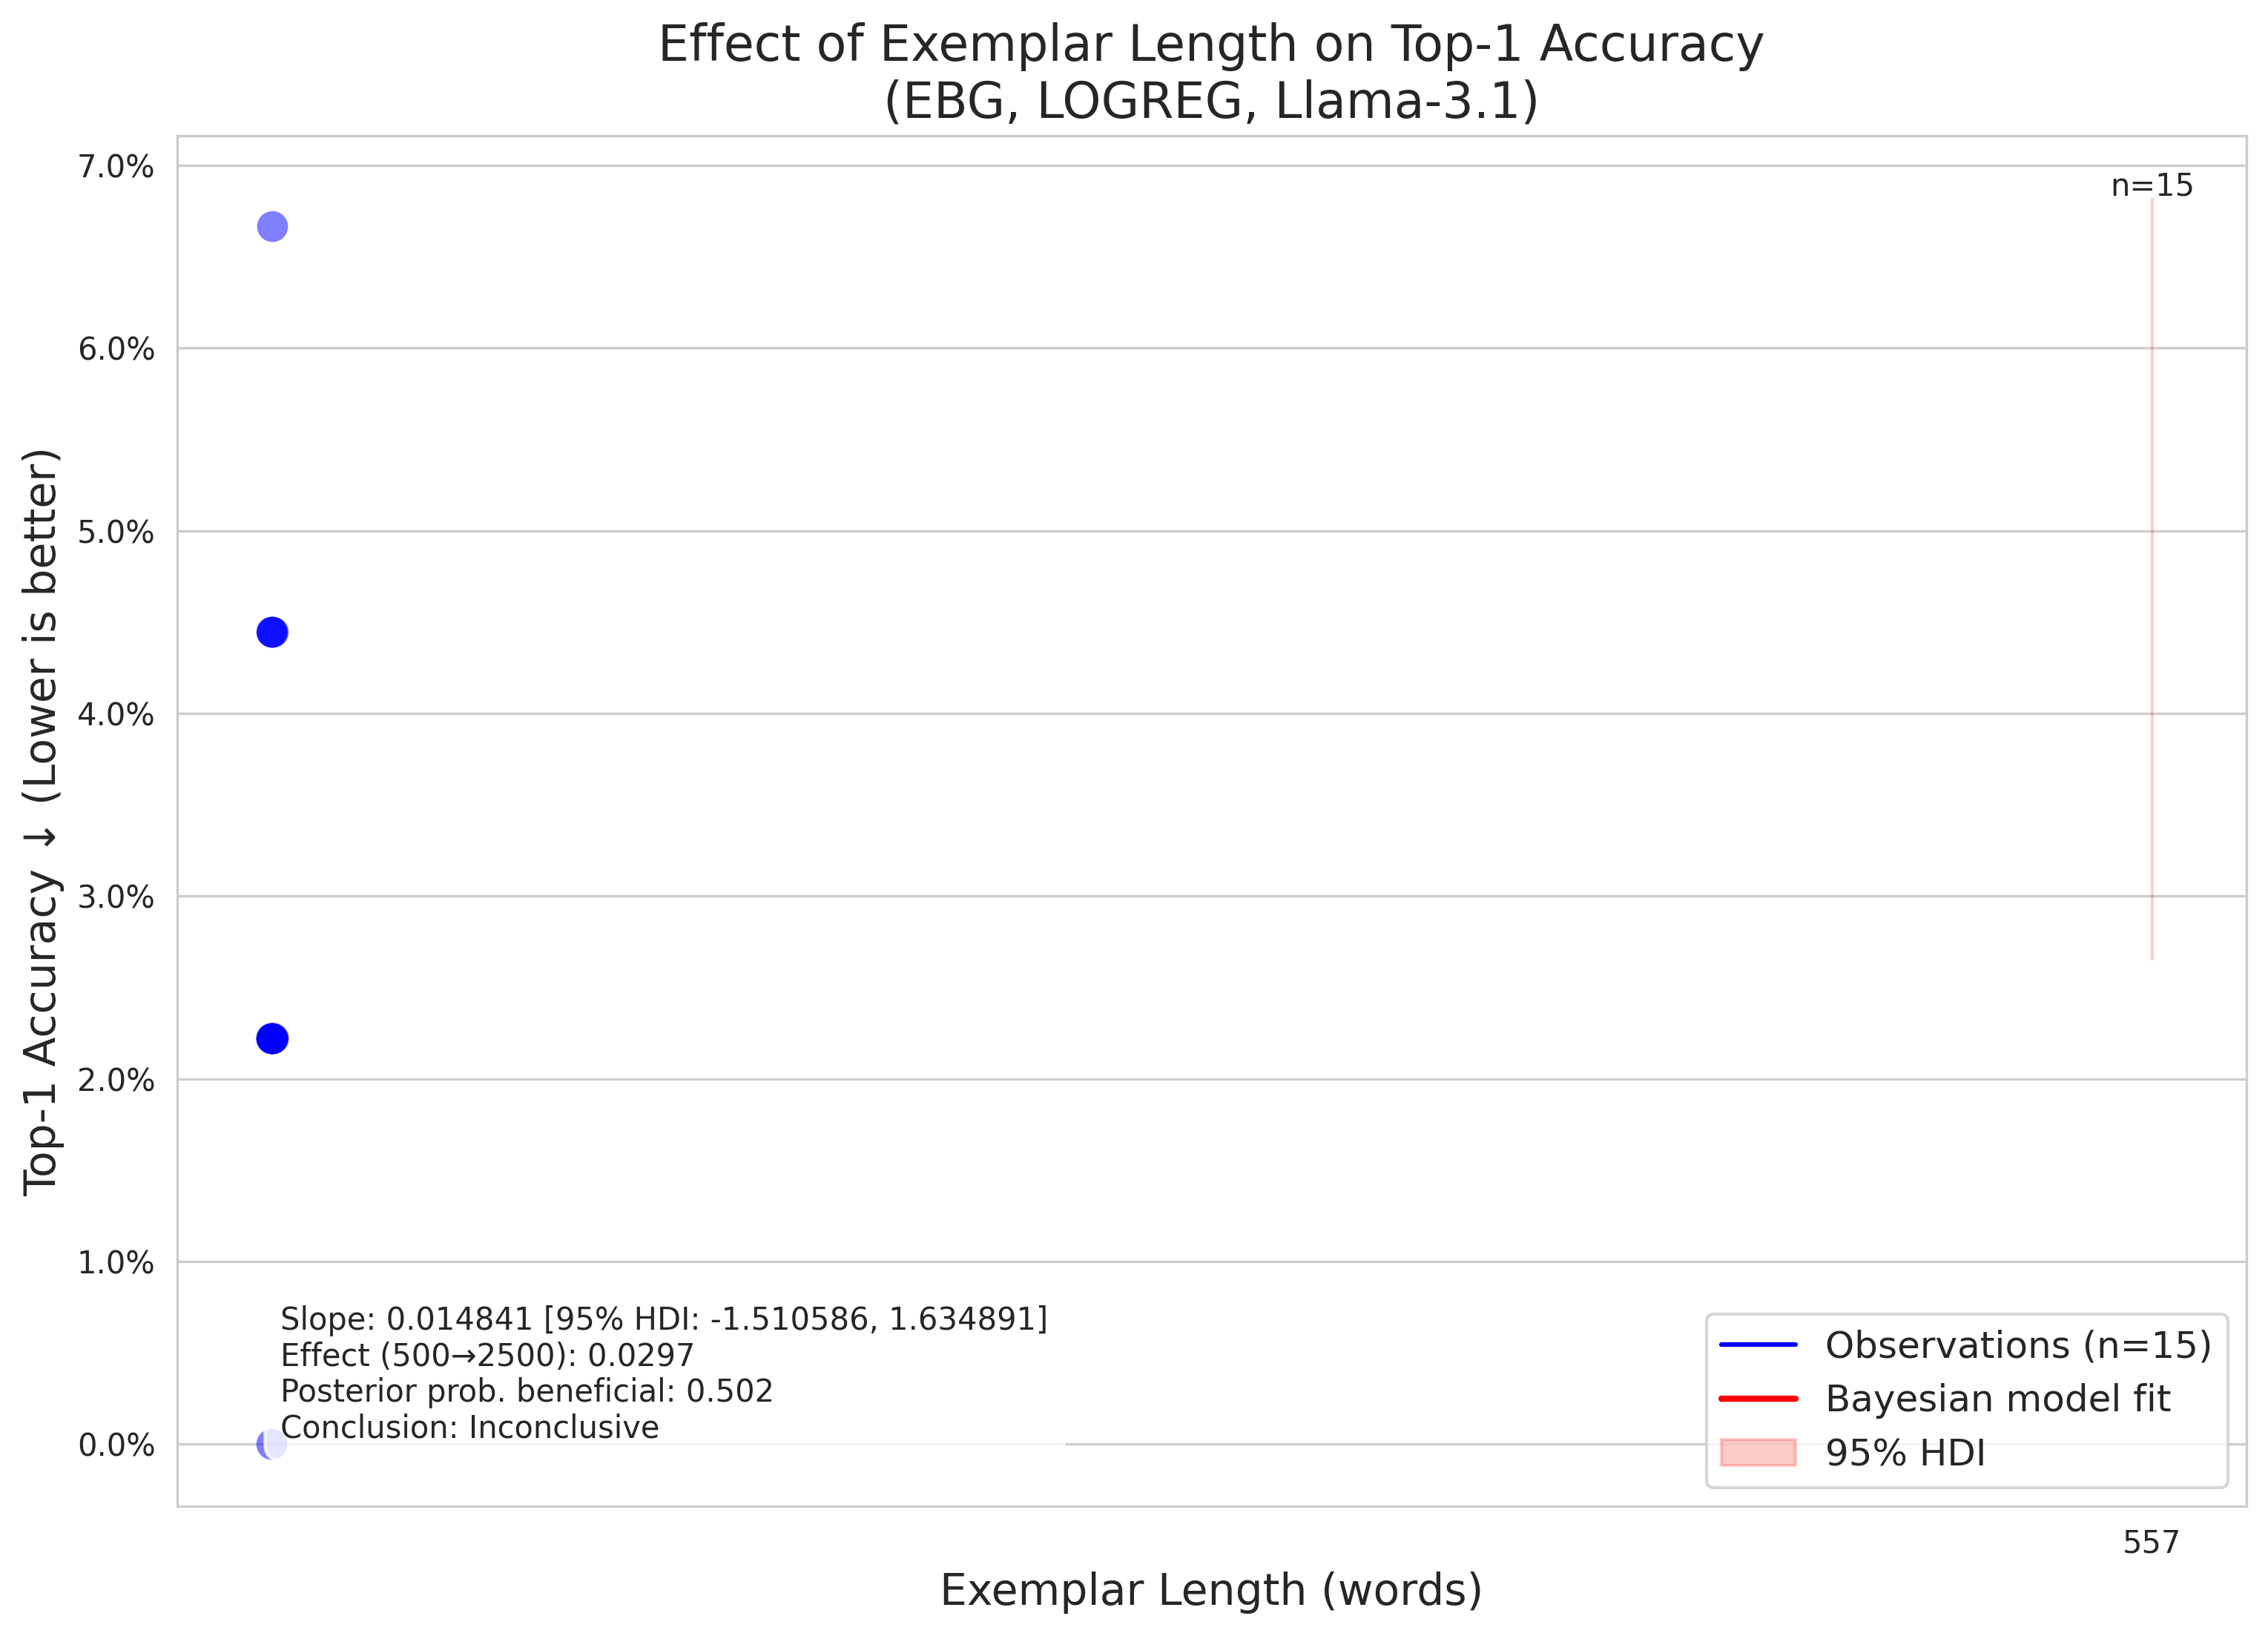 Effect of Exemplar Length on Top-1 Accuracy
(EBG, LOGREG, Llama-3.1)
Top-1 Accuracy ↓ (Lower is better)
7.0%
6.0%
5.0%
4.0%
3.0%
2.0%
1.0%
0.0%
n=15
Slope: 0.014841 [95% HDI: -1.510586, 1.634891]
Effect (500→2500): 0.0297
Posterior prob. beneficial: 0.502
Conclusion: Inconclusive
Observations (n=15)
Bayesian model fit
95% HDI
557
Exemplar Length (words)